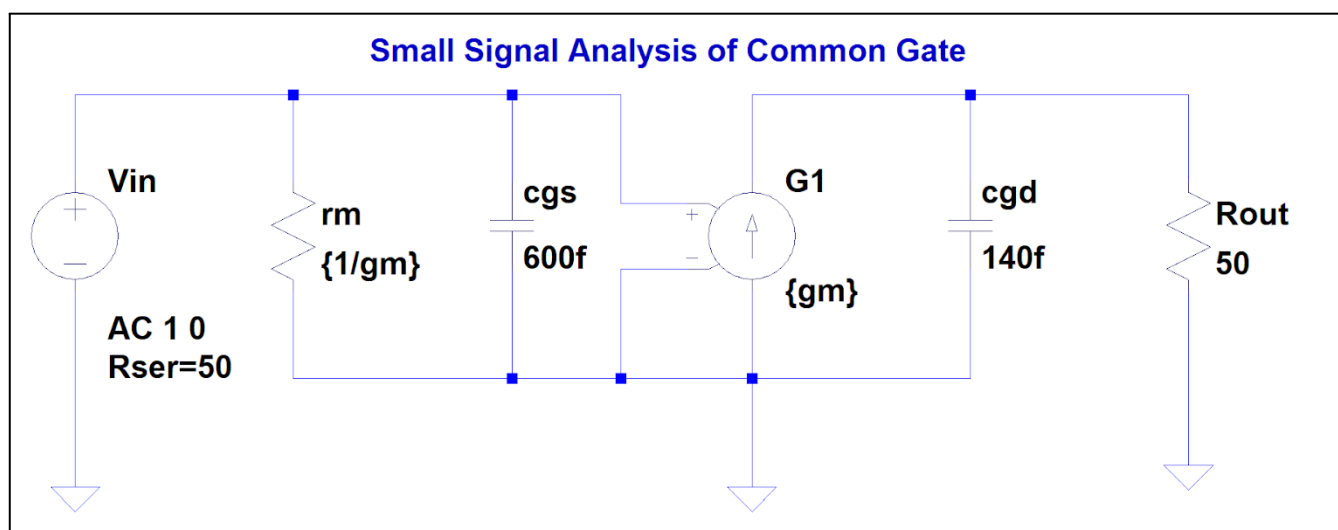 Small Signal Analysis of Common Gate
Vin
AC 1 0
Rser=50
rm
{1/gm}
cgs
600f
G1
{gm}
cgd
140f
Rout
50